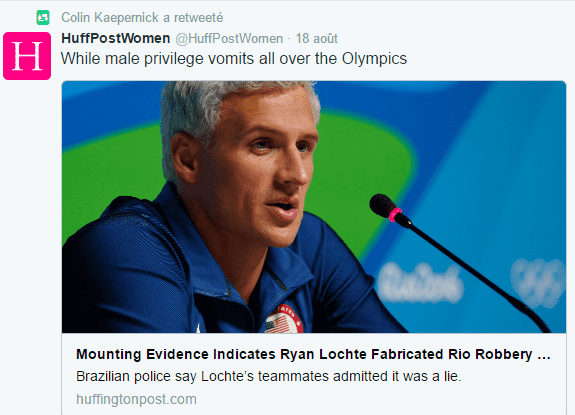 Colin Kaepernick a retweeté
H
HuffPostWomen @HuffPostWomen · 18 août
While male privilege vomits all over the Olympics
Rio2016
Mounting Evidence Indicates Ryan Lochte Fabricated Rio Robbery ...
Brazilian police say Lochte's teammates admitted it was a lie.
huffingtonpost.com